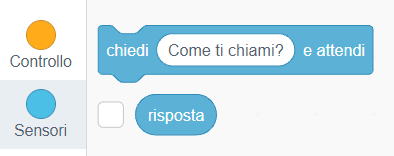 chiedi Come ti chiami? e attendi
Controllo
risposta
Sensori